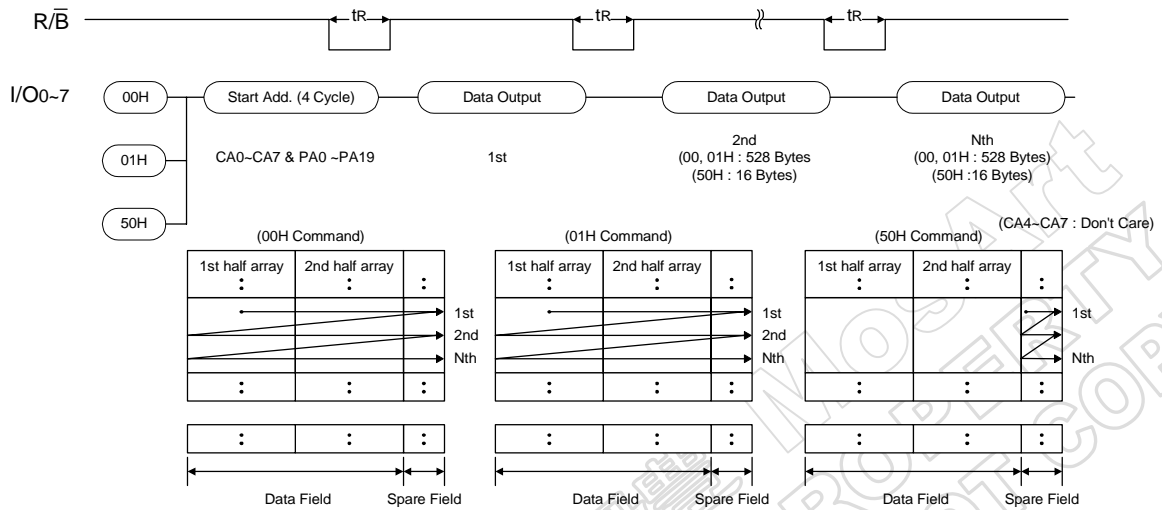 R/B̅
tR tR tR
I/O0~7
00H Start Add. (4 Cycle) Data Output Data Output Data Output
01H
CA0~CA7 & PA0 ~PA19
1st
2nd
(00, 01H : 528 Bytes
(50H : 16 Bytes)
Nth
(00, 01H : 528 Bytes)
(50H :16 Bytes)
50H
(CA4~CA7 : Don't Care)
(00H Command)
1st half array 2nd half array :
: :
1st
2nd
Nth
: : :
: : :
Data Field Spare Field
(01H Command)
1st half array 2nd half array :
: :
1st
2nd
Nth
: : :
: : :
Data Field Spare Field
(50H Command)
1st half array 2nd half array :
: :
1st
Nth
: : :
: : :
Data Field Spare Field
MosArt